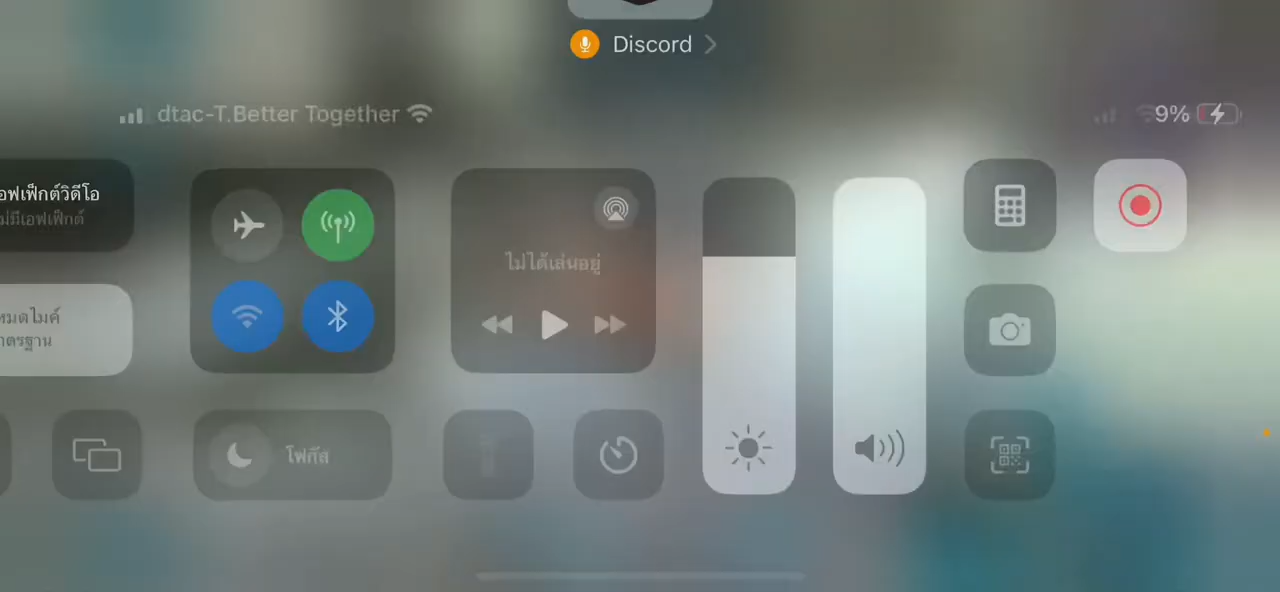 Discord
dtac-T.Better Together
9%
อฟเฟ็กต์วิดีโอ
ไม่มีเอฟเฟ็กต์
ไม่ได้เล่นอยู่
หมดไมค์
าตรฐาน
โฟกัส